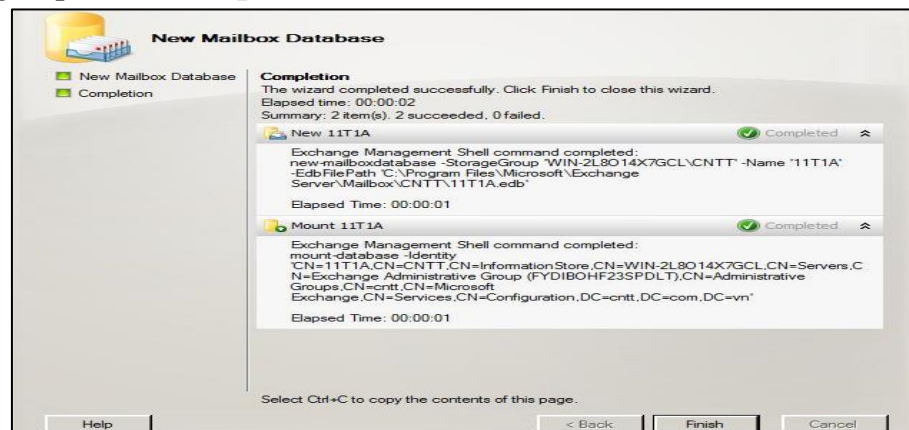 New Mailbox Database
New Mailbox Database
Completion
Completion
The wizard completed successfully. Click Finish to close this wizard.
Elapsed time: 00:00:02
Summary: 2 item(s). 2 succeeded, 0 failed.
New 11T1A
Completed
Exchange Management Shell command completed:
new-mailboxdatabase -StorageGroup 'WIN-2L8O14X7GCL\CNTT' -Name '11T1A'
-EdbFilePath 'C:\Program Files\Microsoft\Exchange
Server\Mailbox\CNTT\11T1A.edb'
Elapsed Time: 00:00:01
Mount 11T1A
Completed
Exchange Management Shell command completed:
mount-database -Identity
'CN=11T1A,CN=CNTT,CN=InformationStore,CN=WIN-2L8O14X7GCL,CN=Servers,C
N=Exchange Administrative Group (FYDIBOHF23SPDLT),CN=Administrative
Groups,CN=cntt,CN=Microsoft
Exchange,CN=Services,CN=Configuration,DC=cntt,DC=com,DC=vn'
Elapsed Time: 00:00:01
Select Ctrl+C to copy the contents of this page.
Help
< Back
Finish
Cancel